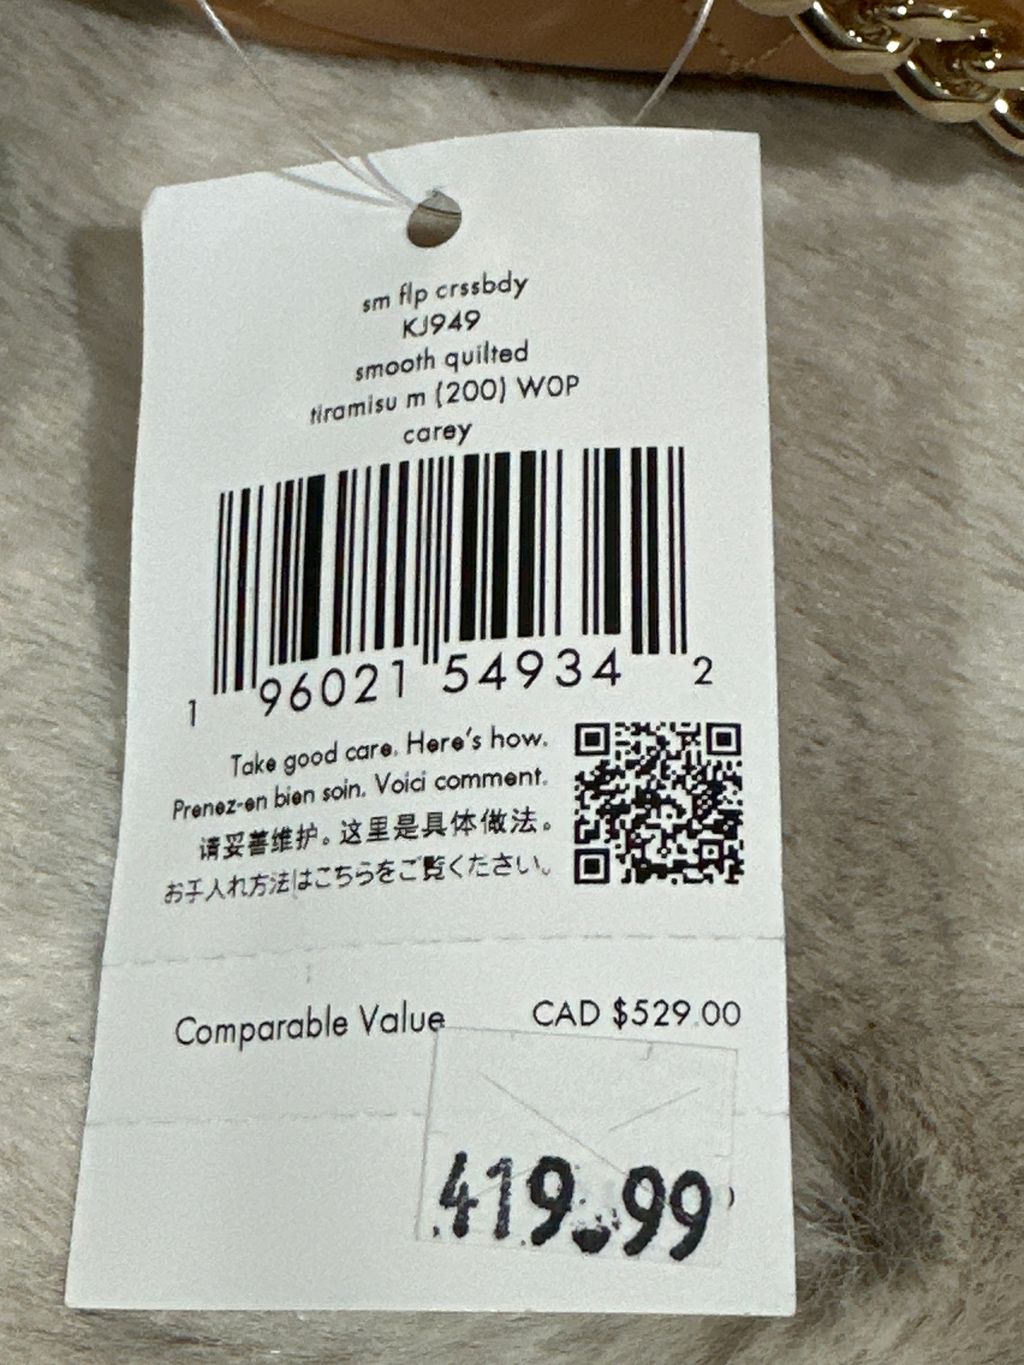 sm flp crssbdy
KJ949
smooth quilted
tiramisu m (200) WOP
carey
1 96021 54934 2
Take good care. Here's how.
Prenez-en bien soin. Voici comment.
请妥善维护。这里是具体做法。
お手入れ方法はこちらをご覧ください。
Comparable Value CAD $529.00
419.99